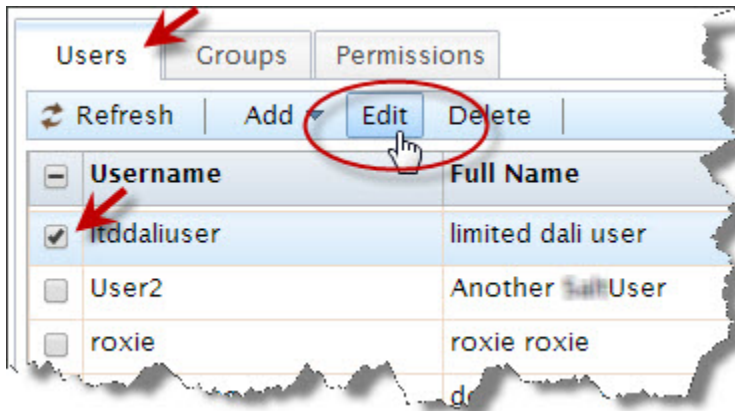 Users Groups Permissions
Refresh Add Edit Delete
Username Full Name
ltddaliuser limited dali user
User2 Another User
roxie roxie roxie